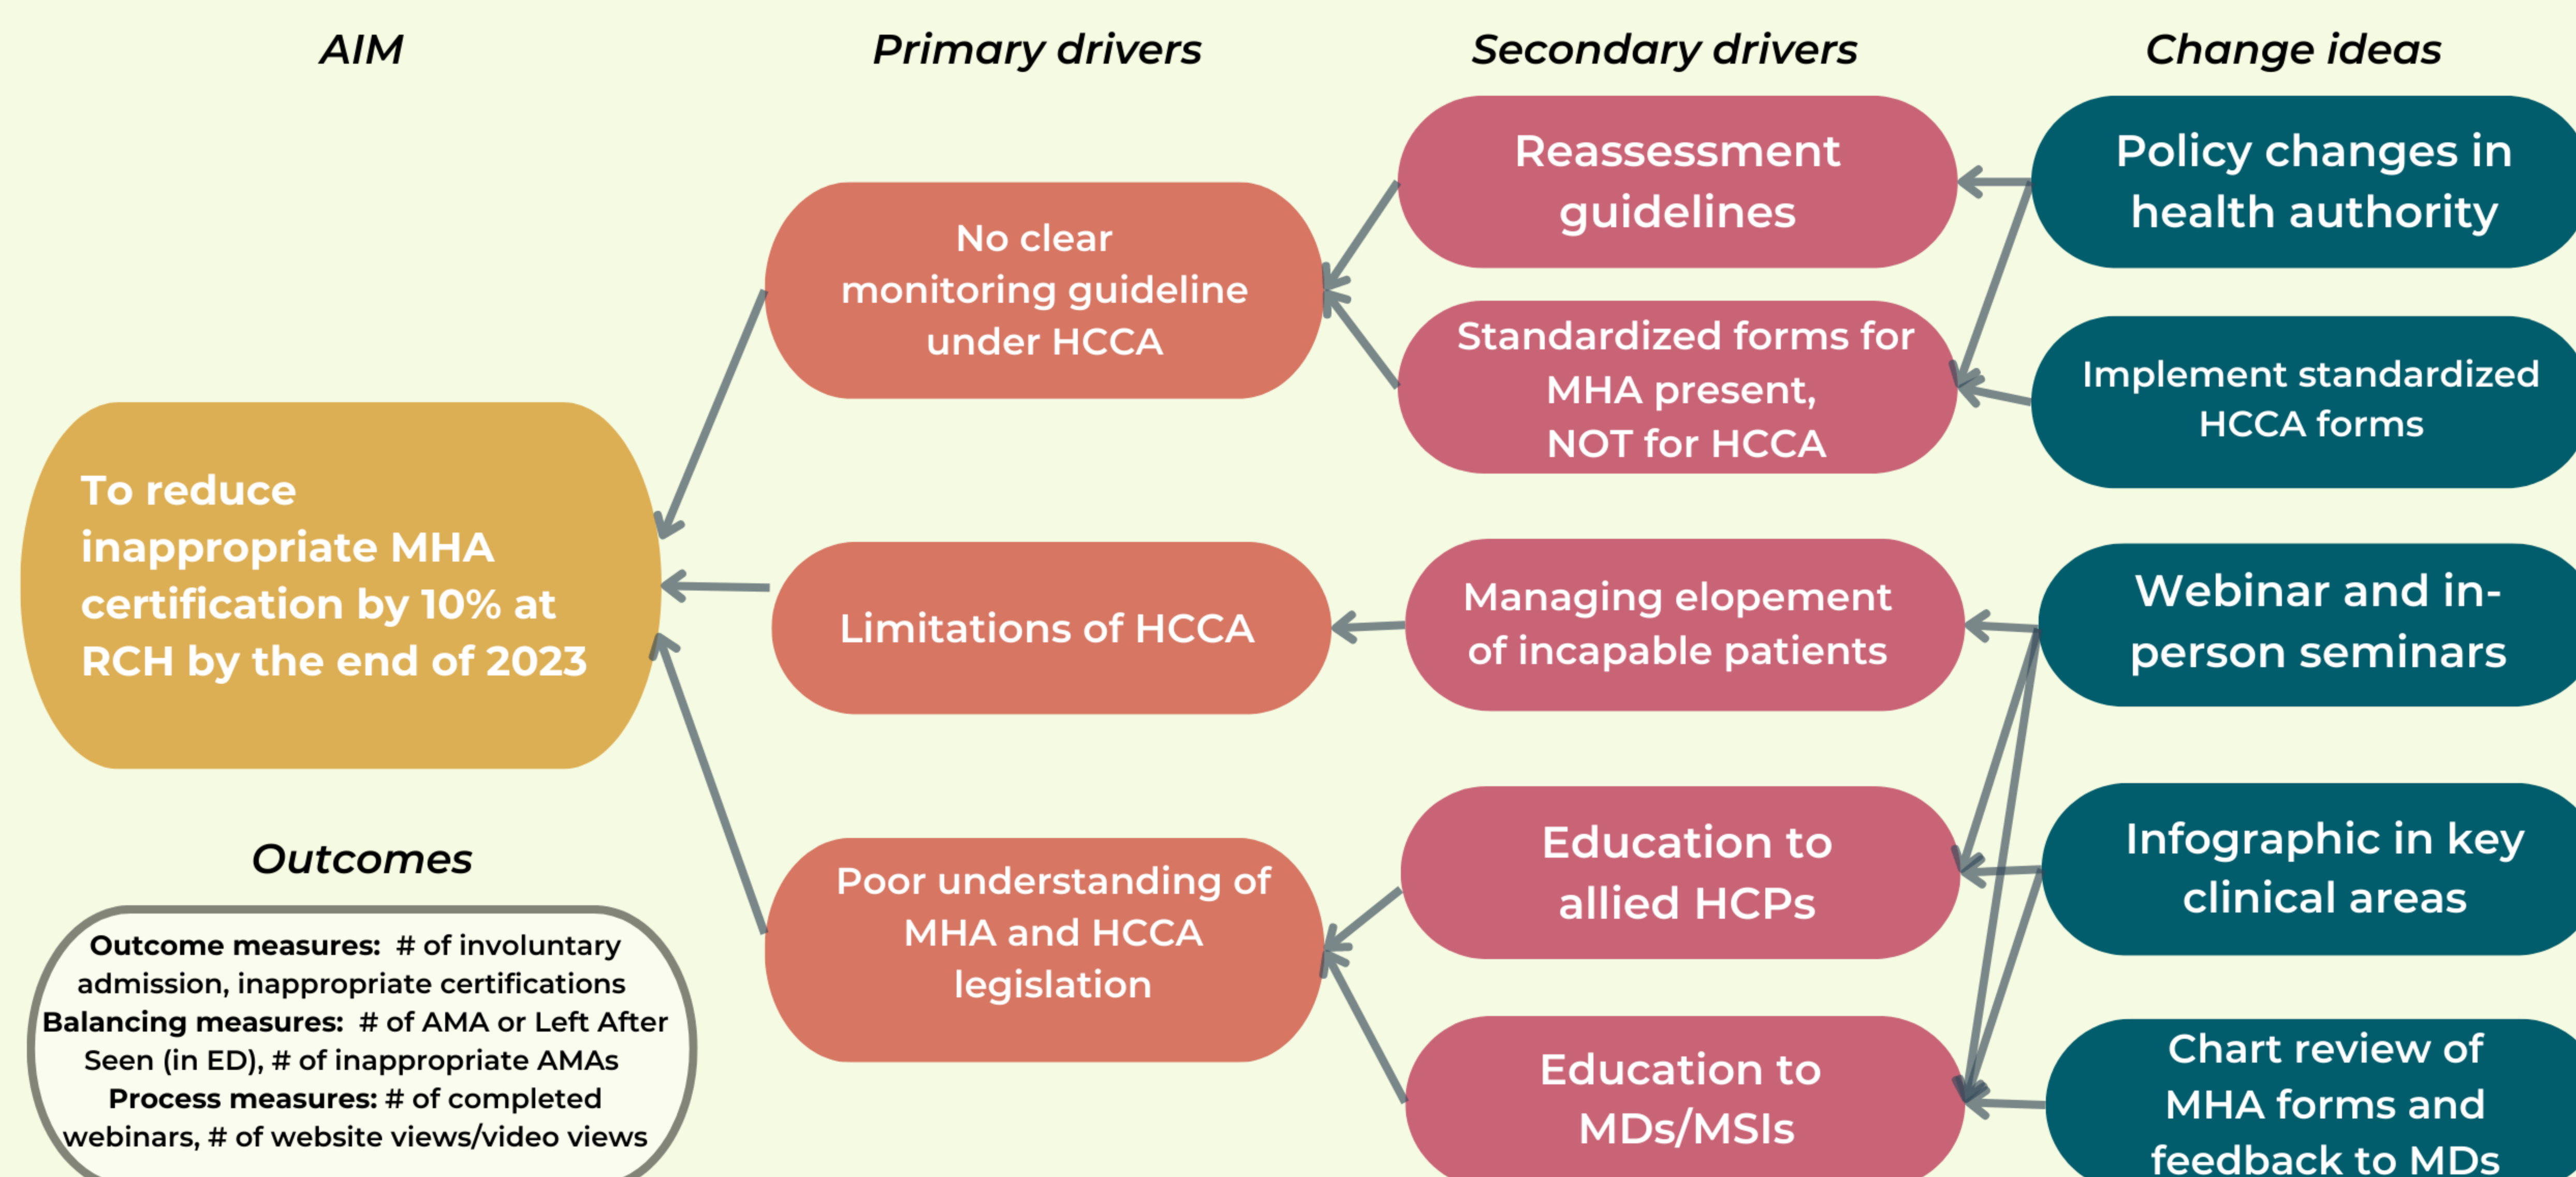 AIM
Primary drivers
Secondary drivers
Change ideas
To reduce
inappropriate MHA
certification by 10% at
RCH by the end of 2023
No clear
monitoring guideline
under HCCA
Limitations of HCCA
Poor understanding of
MHA and HCCA
legislation
Reassessment
guidelines
Standardized forms for
MHA present,
NOT for HCCA
Managing elopement
of incapable patients
Education to
allied HCPs
Education to
MDs/MSIs
Policy changes in
health authority
Implement standardized
HCCA forms
Webinar and in-
person seminars
Infographic in key
clinical areas
Chart review of
MHA forms and
feedback to MDs
Outcomes
Outcome measures: # of involuntary
admission, inappropriate certifications
Balancing measures: # of AMA or Left After
Seen (in ED), # of inappropriate AMAs
Process measures: # of completed
webinars, # of website views/video views